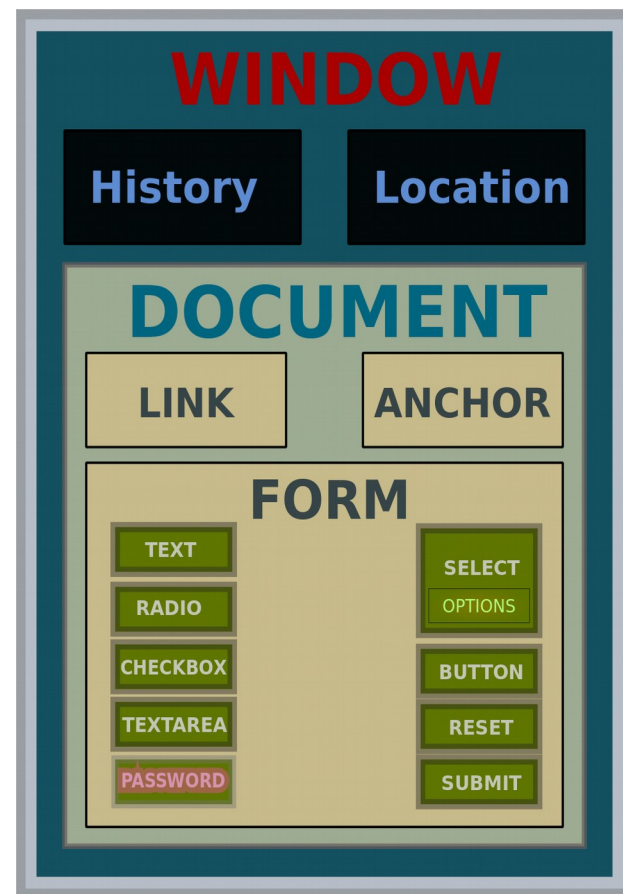 WINDOW
History
Location
DOCUMENT
LINK
ANCHOR
FORM
TEXT
RADIO
CHECKBOX
TEXTAREA
PASSWORD
SELECT
OPTIONS
BUTTON
RESET
SUBMIT